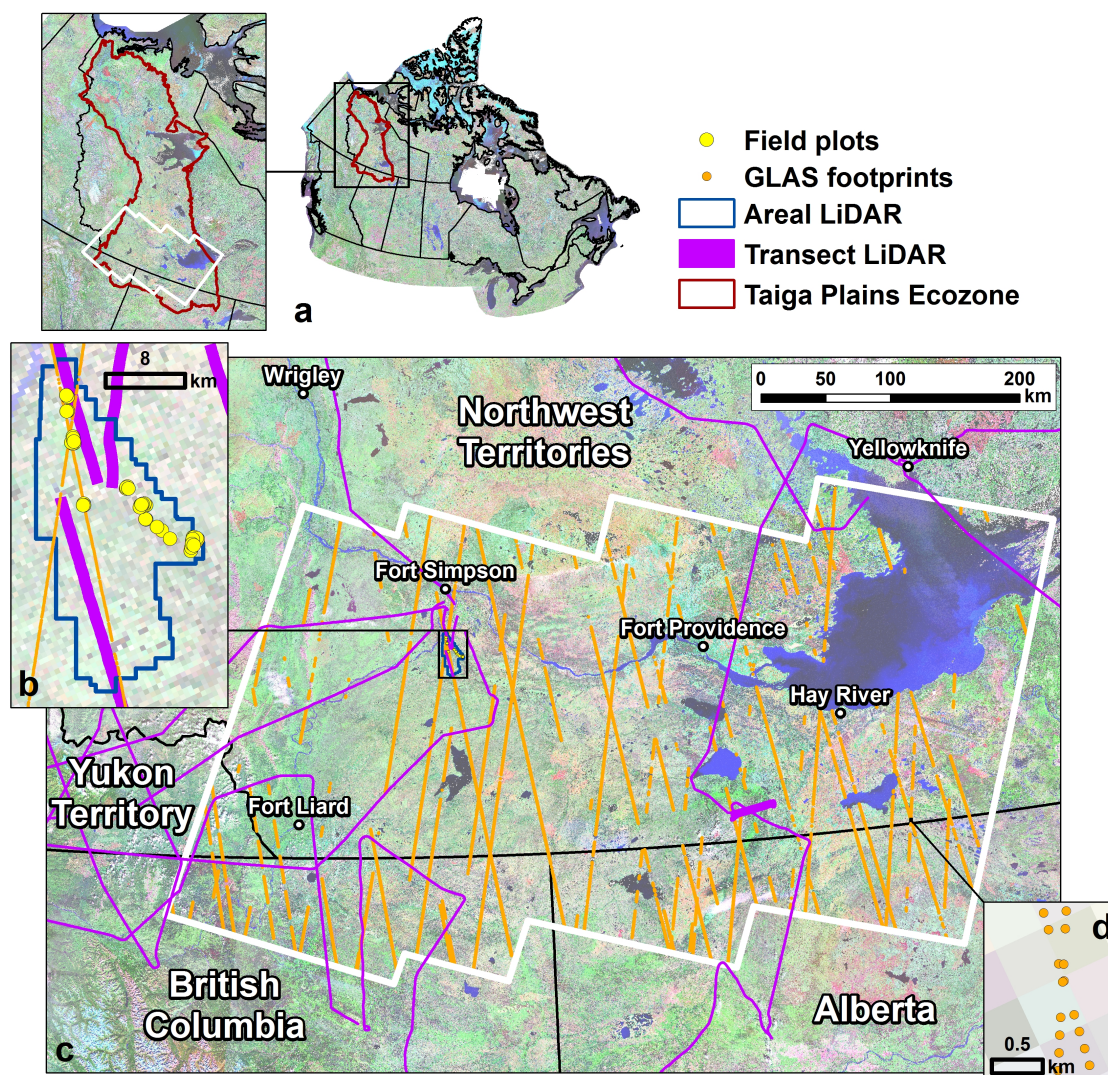 a
Field plots
GLAS footprints
Areal LiDAR
Transect LiDAR
Taiga Plains Ecozone
8
km
b
Wrigley
Northwest
Territories
0 50 100 200
km
Yellowknife
Fort Simpson
Fort Providence
Hay River
Yukon
Territory
Fort Liard
British
Columbia
Alberta
c
d
0.5
km